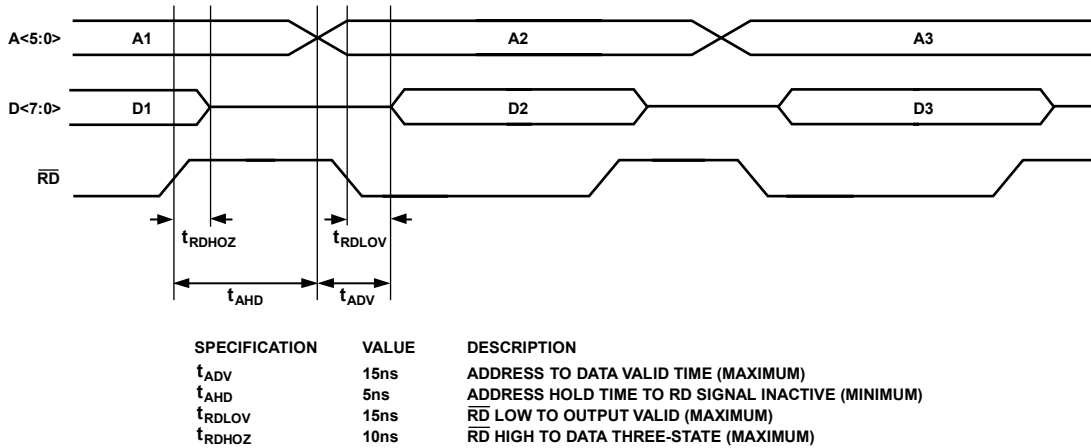 A<5:0> A1 A2 A3
D<7:0> D1 D2 D3
RD
tRDHOZ tRDLOV
tAHD tADV
SPECIFICATION VALUE DESCRIPTION
tADV 15ns ADDRESS TO DATA VALID TIME (MAXIMUM)
tAHD 5ns ADDRESS HOLD TIME TO RD SIGNAL INACTIVE (MINIMUM)
tRDLOV 15ns RD LOW TO OUTPUT VALID (MAXIMUM)
tRDHOZ 10ns RD HIGH TO DATA THREE-STATE (MAXIMUM)